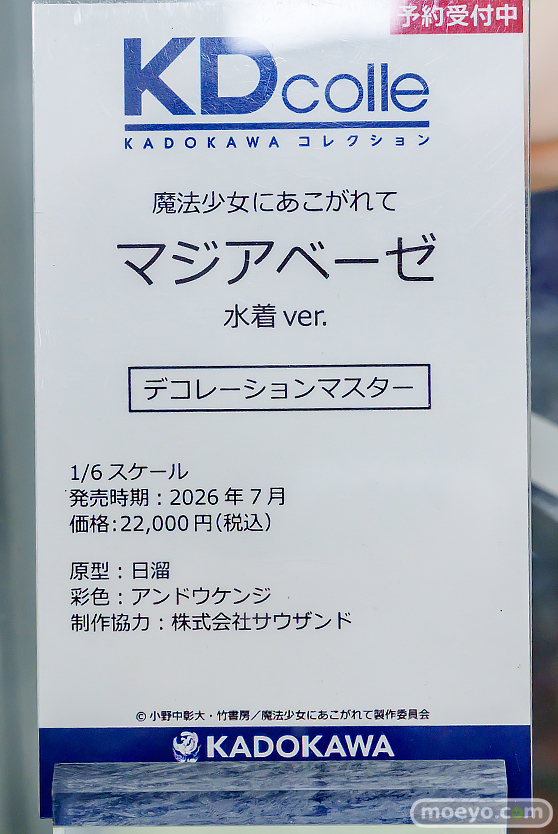 予約受付中
KDcolle
KADOKAWA コレクション
魔法少女にあこがれて
マジアベーゼ
水着 ver.
デコレーションマスター
1/6 スケール
発売時期：2026 年 7 月
価格:22,000円(税込)
原型：日溜
彩色：アンドウケンジ
制作協力：株式会社サウザンド
© 小野中彰大・竹書房／魔法少女にあこがれて製作委員会
KADOKAWA
moeyo.com